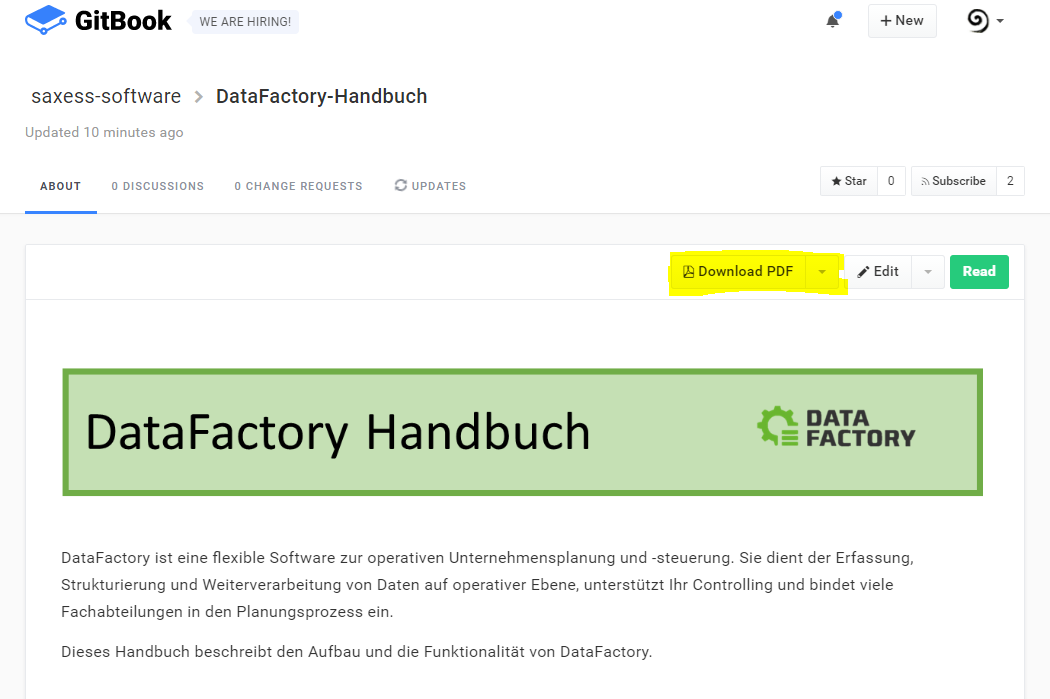 GitBook WE ARE HIRING! + New
saxess-software > DataFactory-Handbuch
Updated 10 minutes ago
ABOUT 0 DISCUSSIONS 0 CHANGE REQUESTS UPDATES Star 0 Subscribe 2
Download PDF Edit Read
DataFactory Handbuch
DATA
FACTORY
DataFactory ist eine flexible Software zur operativen Unternehmensplanung und -steuerung. Sie dient der Erfassung,
Strukturierung und Weiterverarbeitung von Daten auf operativer Ebene, unterstützt Ihr Controlling und bindet viele
Fachabteilungen in den Planungsprozess ein.
Dieses Handbuch beschreibt den Aufbau und die Funktionalität von DataFactory.